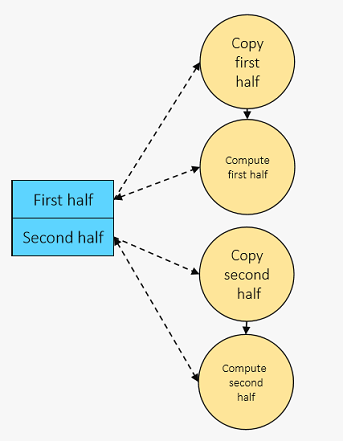 Copy
first
half
Compute
first half
First half
Second half
Copy
second
half
Compute
second
half